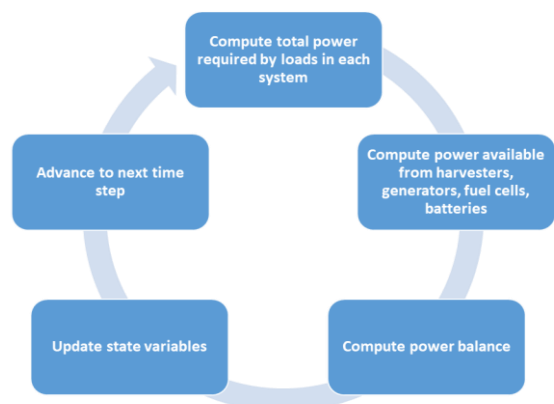 Compute total power
required by loads in each
system
Compute power available
from harvesters,
generators, fuel cells,
batteries
Compute power balance
Update state variables
Advance to next time
step